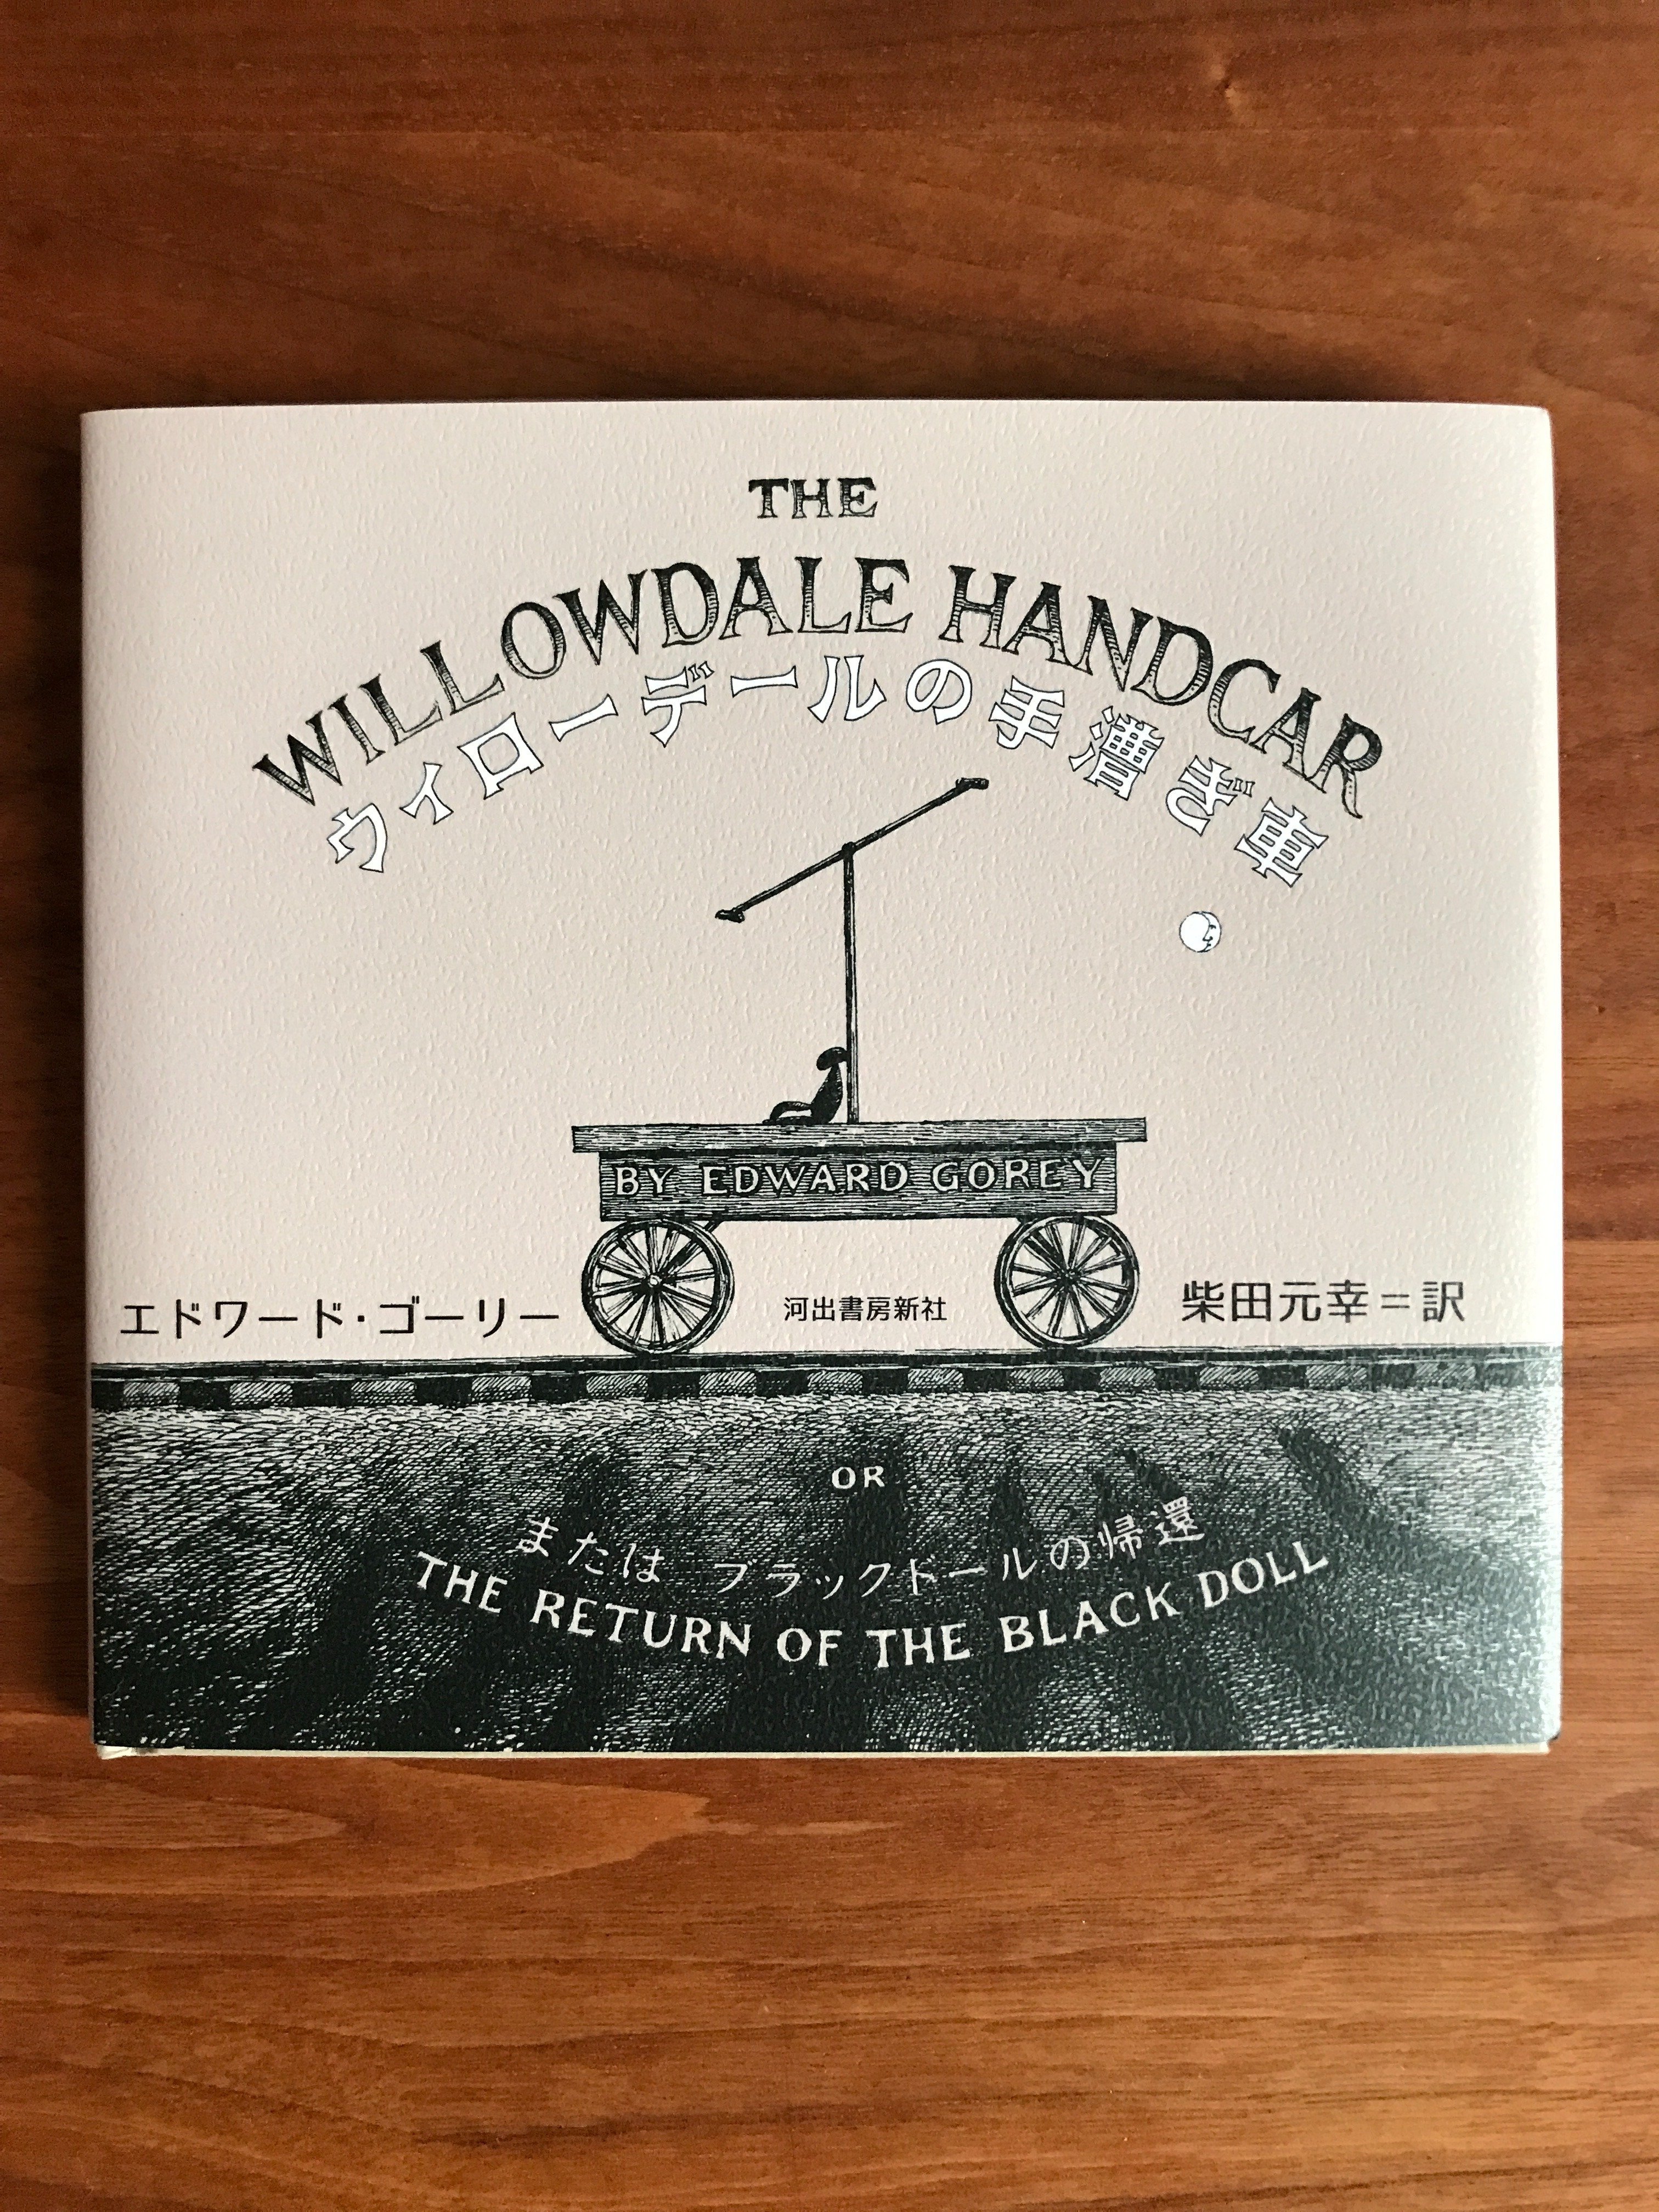 THE
WILLOWDALE HANDCAR
ウィローデールの手漕ぎ車
BY EDWARD GOREY
エドワード・ゴーリー
河出書房新社
柴田元幸=訳
OR
または ブラックドールの帰還
THE RETURN OF THE BLACK DOLL